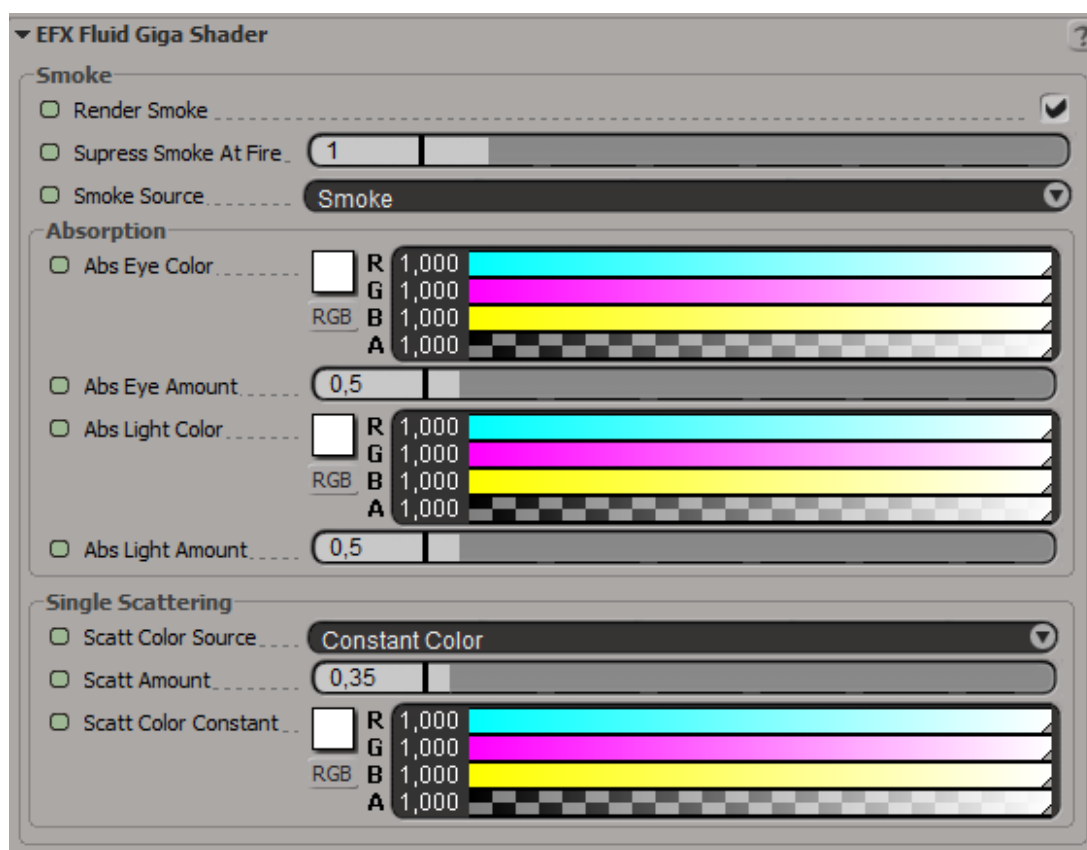 EFX Fluid Giga Shader ?
Smoke
Render Smoke
Supress Smoke At Fire 1
Smoke Source Smoke
Absorption
Abs Eye Color R 1,000
G 1,000
RGB B 1,000
A 1,000
Abs Eye Amount 0,5
Abs Light Color R 1,000
G 1,000
RGB B 1,000
A 1,000
Abs Light Amount 0,5
Single Scattering
Scatt Color Source Constant Color
Scatt Amount 0,35
Scatt Color Constant R 1,000
G 1,000
RGB B 1,000
A 1,000